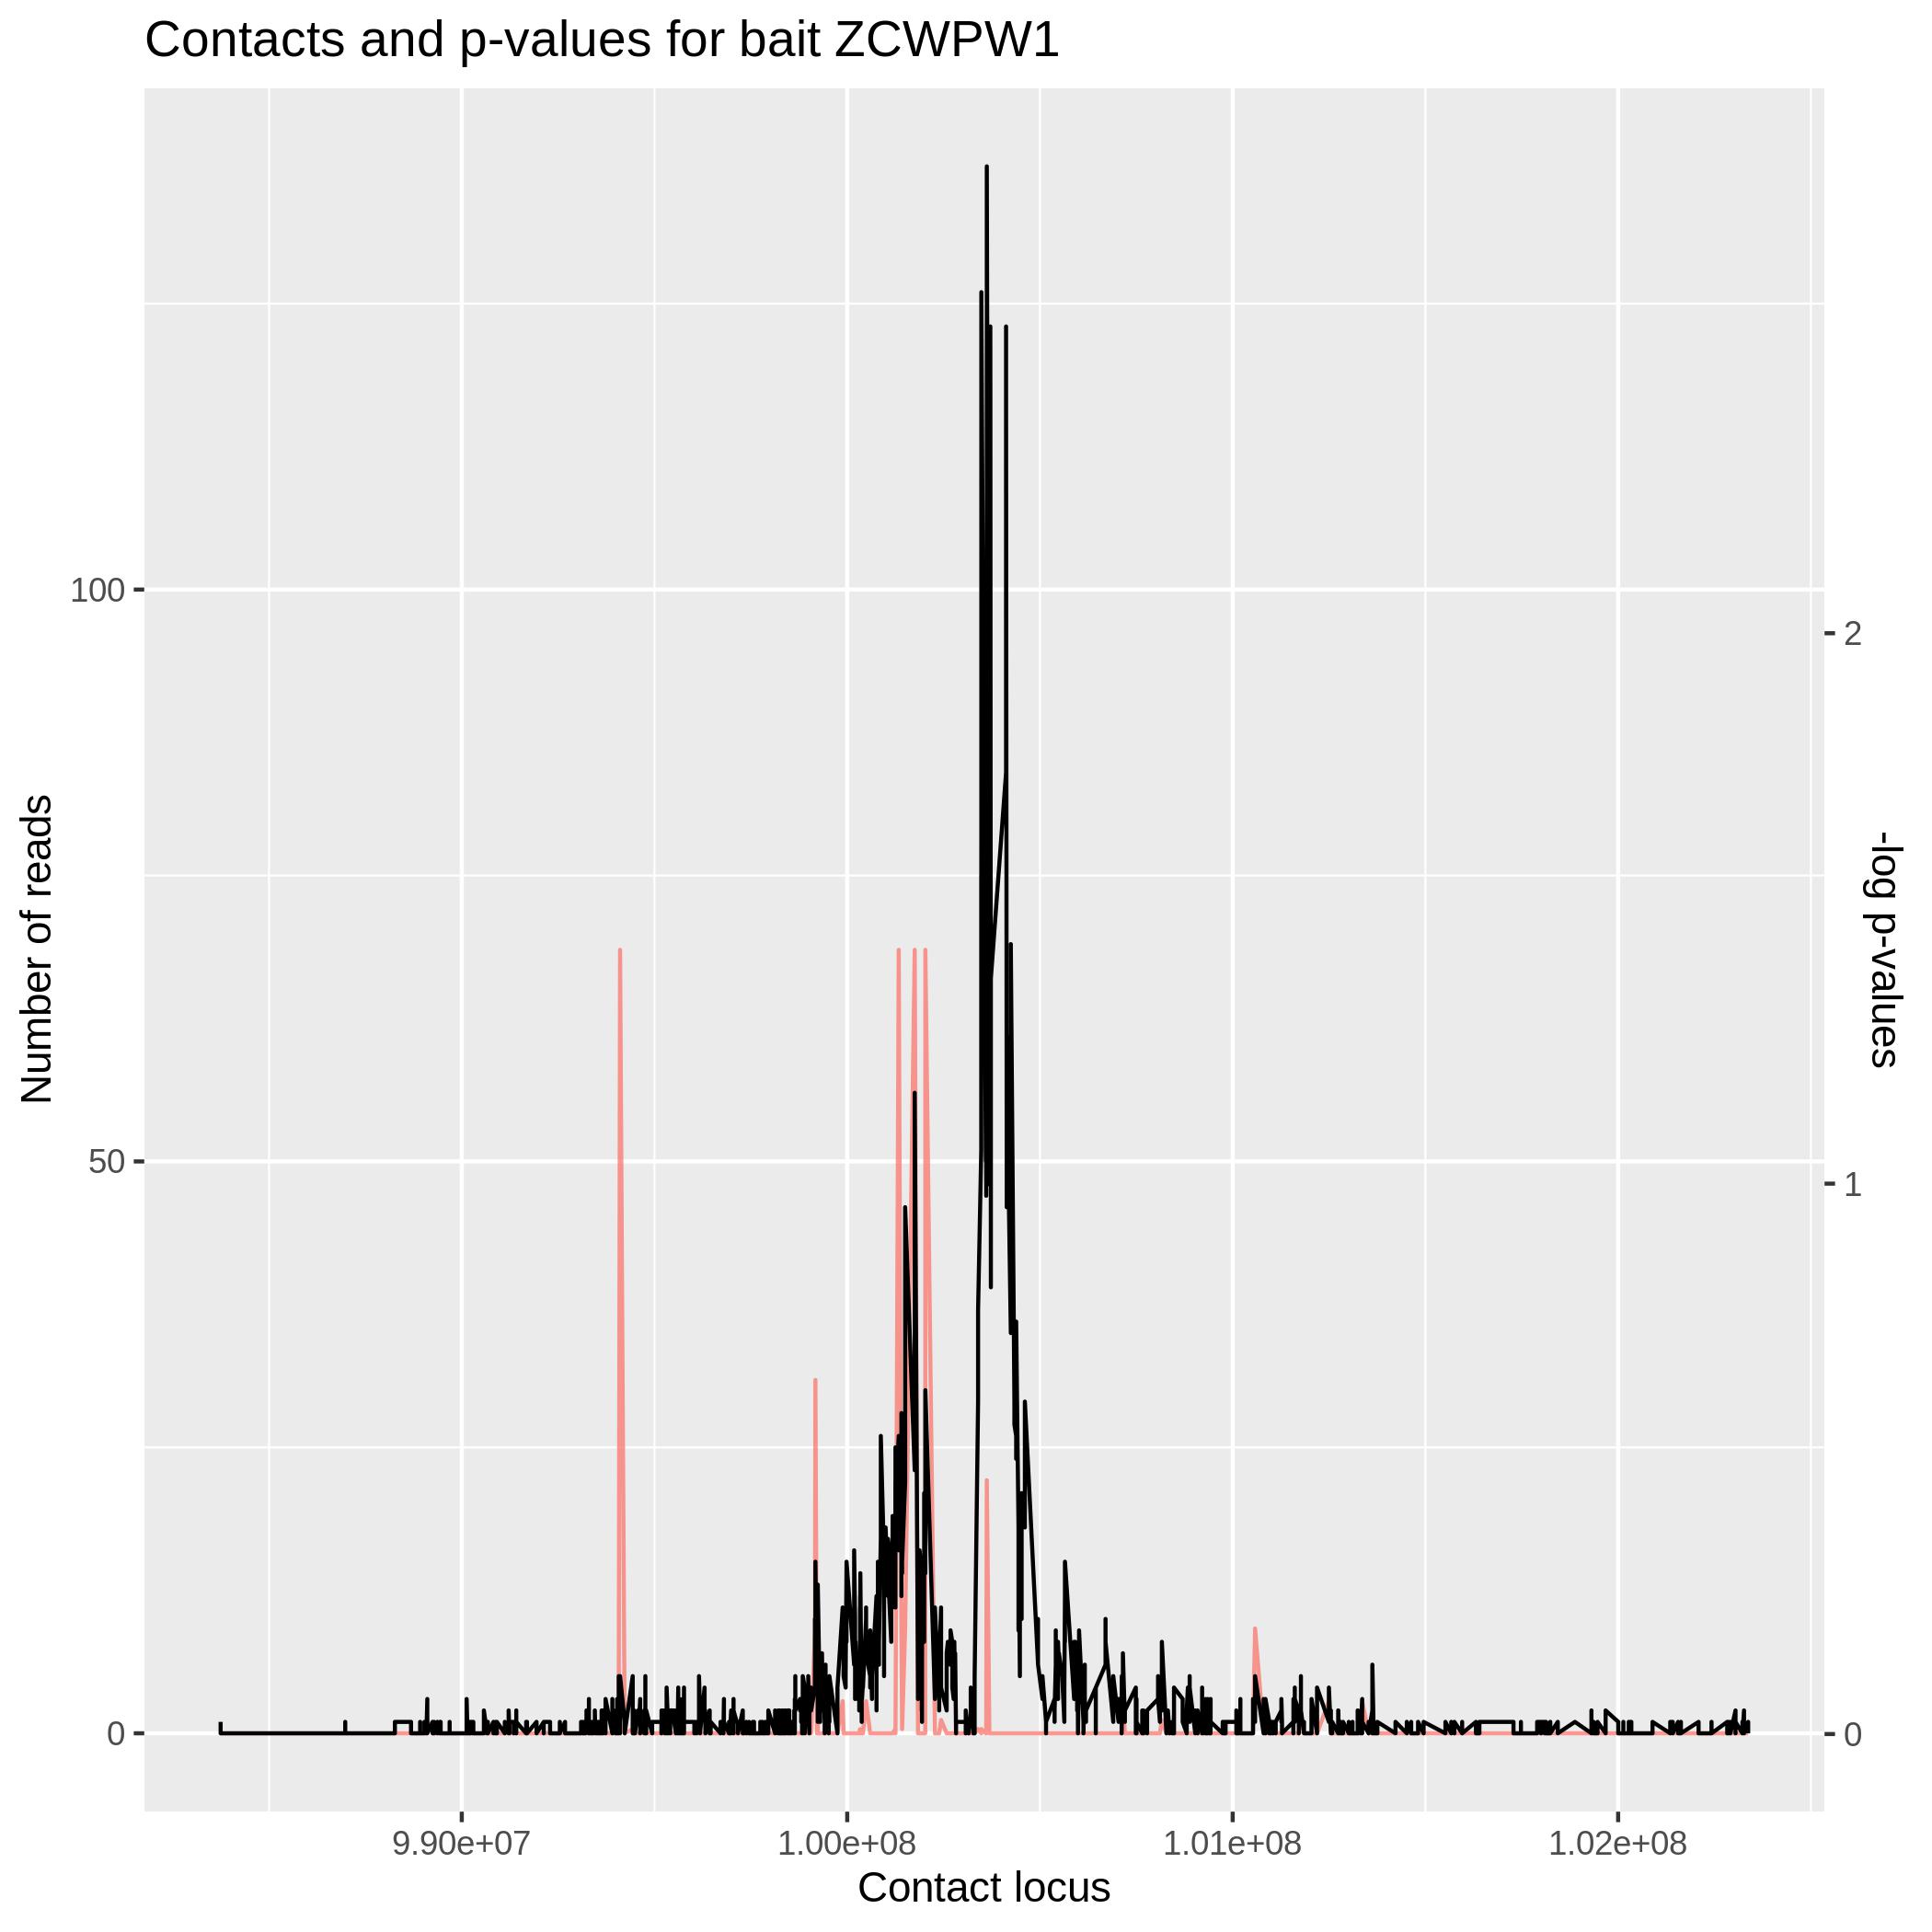 Contacts and p-values for bait ZCWPW1
Number of reads
100
50
0
2
1
0
-log p-values
9.90e+07
1.00e+08
1.01e+08
1.02e+08
Contact locus